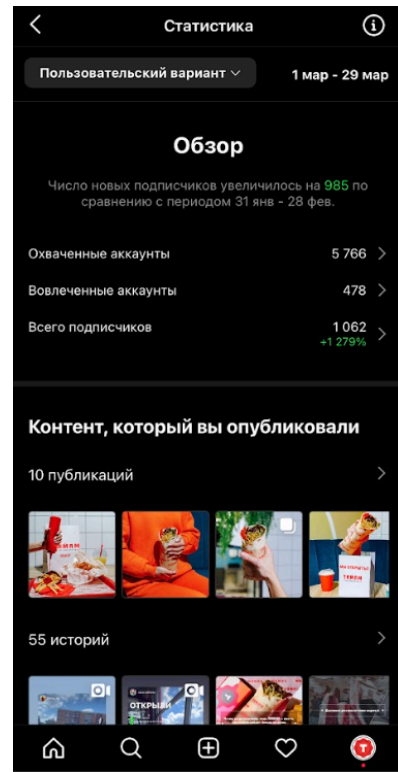 Статистика
Пользовательский вариант
1 мар - 29 мар
Обзор
Число новых подписчиков увеличилось на 985 по
сравнению с периодом 31 янв - 28 фев.
Охваченные аккаунты
5 766
Вовлеченные аккаунты
478
Всего подписчиков
1 062
+1 279%
Контент, который вы опубликовали
10 публикаций
55 историй
ОТКРЫЛИ